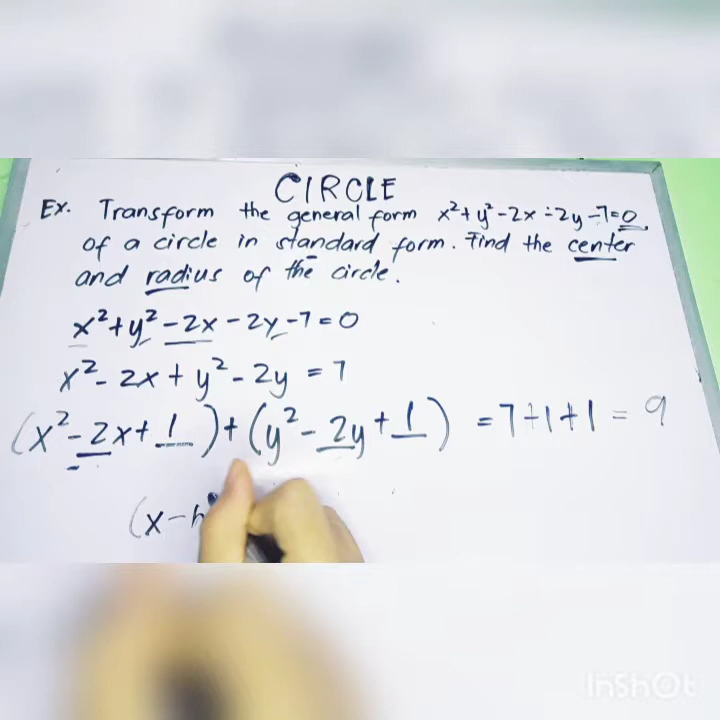 CIRCLE
Ex. Transform the general form x²+y²-2x-2y-7=0
of a circle in standard form. Find the center
and radius of the circle.
x²+y²-2x-2y-7=0
x²-2x+y²-2y=7
(x²-2x+1)+(y²-2y+1)=7+1+1=9
(x-h
InShOt